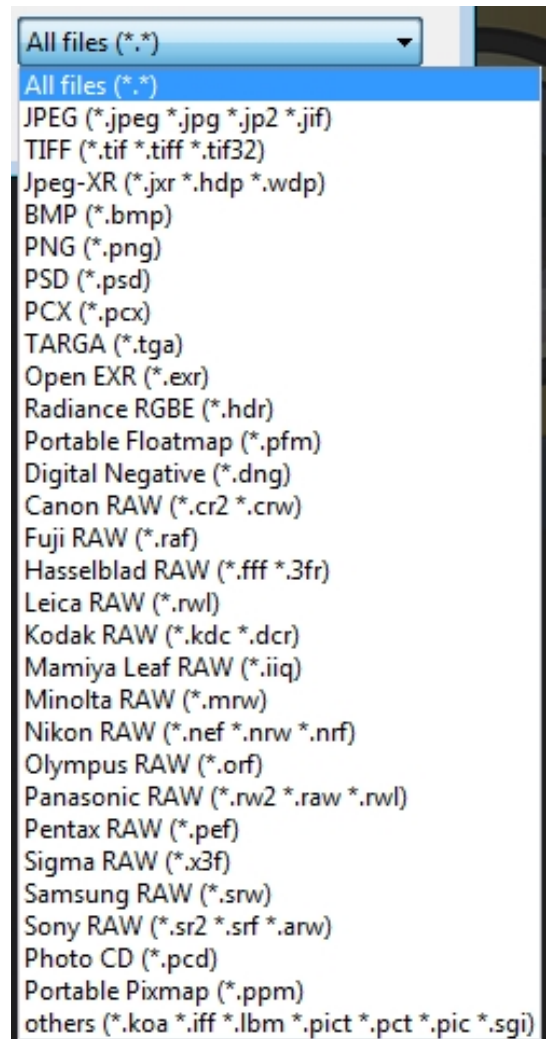 All files (*.*)
All files (*.*)
JPEG (*.jpeg *.jpg *.jp2 *.jif)
TIFF (*.tif *.tiff *.tif32)
Jpeg-XR (*.jxr *.hdp *.wdp)
BMP (*.bmp)
PNG (*.png)
PSD (*.psd)
PCX (*.pcx)
TARGA (*.tga)
Open EXR (*.exr)
Radiance RGBE (*.hdr)
Portable Floatmap (*.pfm)
Digital Negative (*.dng)
Canon RAW (*.cr2 *.crw)
Fuji RAW (*.raf)
Hasselblad RAW (*.fff *.3fr)
Leica RAW (*.rwl)
Kodak RAW (*.kdc *.dcr)
Mamiya Leaf RAW (*.iiq)
Minolta RAW (*.mrw)
Nikon RAW (*.nef *.nrw *.nrf)
Olympus RAW (*.orf)
Panasonic RAW (*.rw2 *.raw *.rwl)
Pentax RAW (*.pef)
Sigma RAW (*.x3f)
Samsung RAW (*.srw)
Sony RAW (*.sr2 *.srf *.arw)
Photo CD (*.pcd)
Portable Pixmap (*.ppm)
others (*.koa *.iff *.lbm *.pict *.pct *.pic *.sgi)